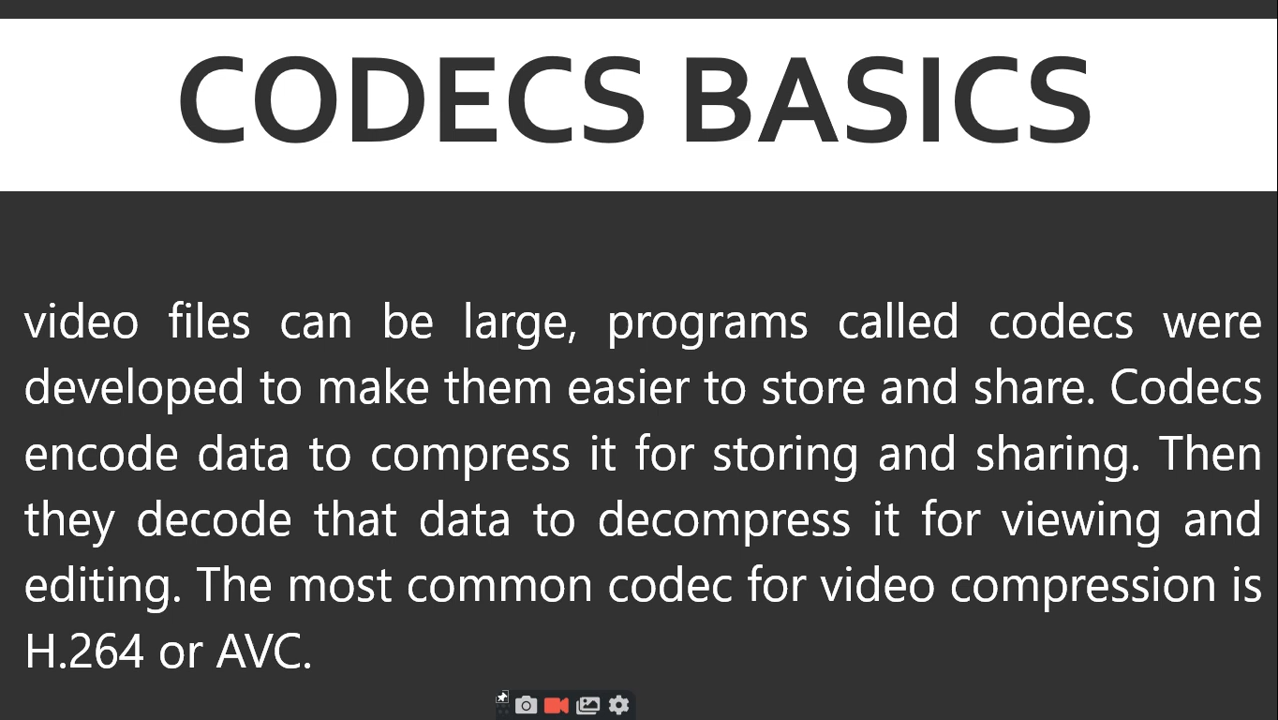 CODECS BASICS
video files can be large, programs called codecs were
developed to make them easier to store and share. Codecs
encode data to compress it for storing and sharing. Then
they decode that data to decompress it for viewing and
editing. The most common codec for video compression is
H.264 or AVC.